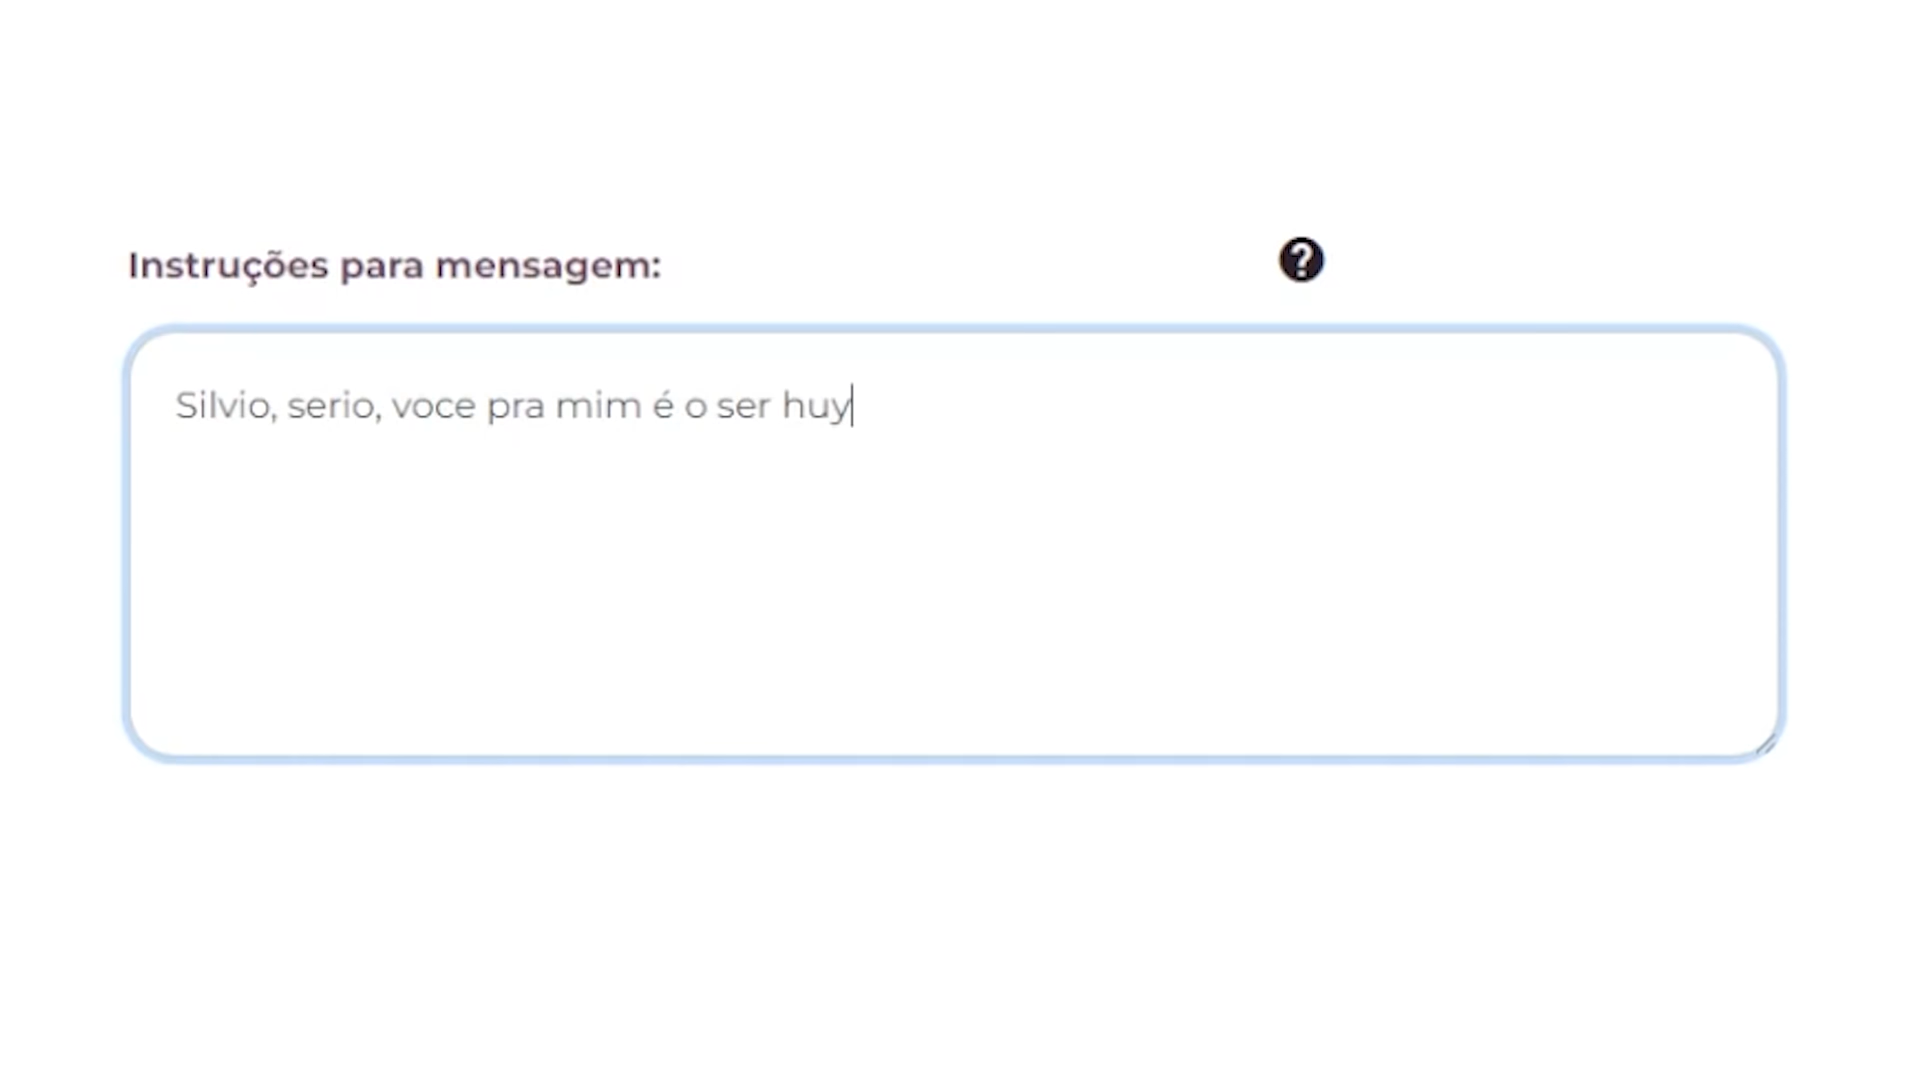 Instruções para mensagem:
Silvio, serio, voce pra mim é o ser huy